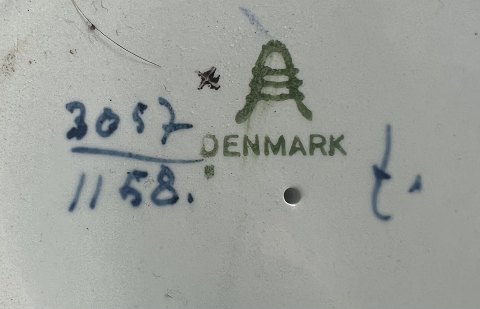 DENMARK
3057
1158.
t.